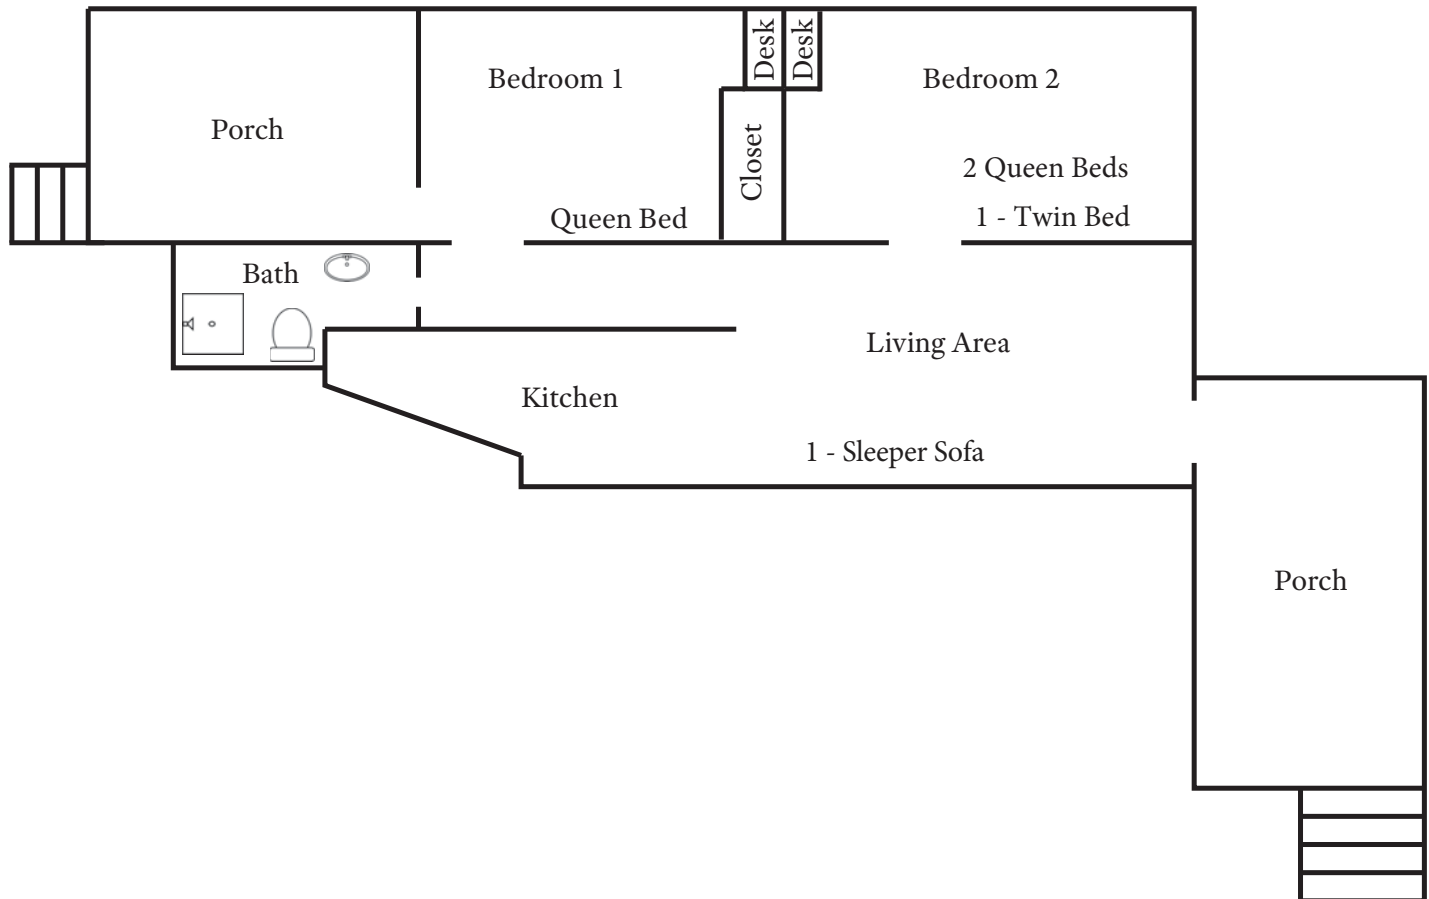 Desk
Desk
Bedroom 1
Bedroom 2
Porch
Closet
2 Queen Beds
Queen Bed
1 - Twin Bed
Bath
Living Area
Kitchen
1 - Sleeper Sofa
Porch